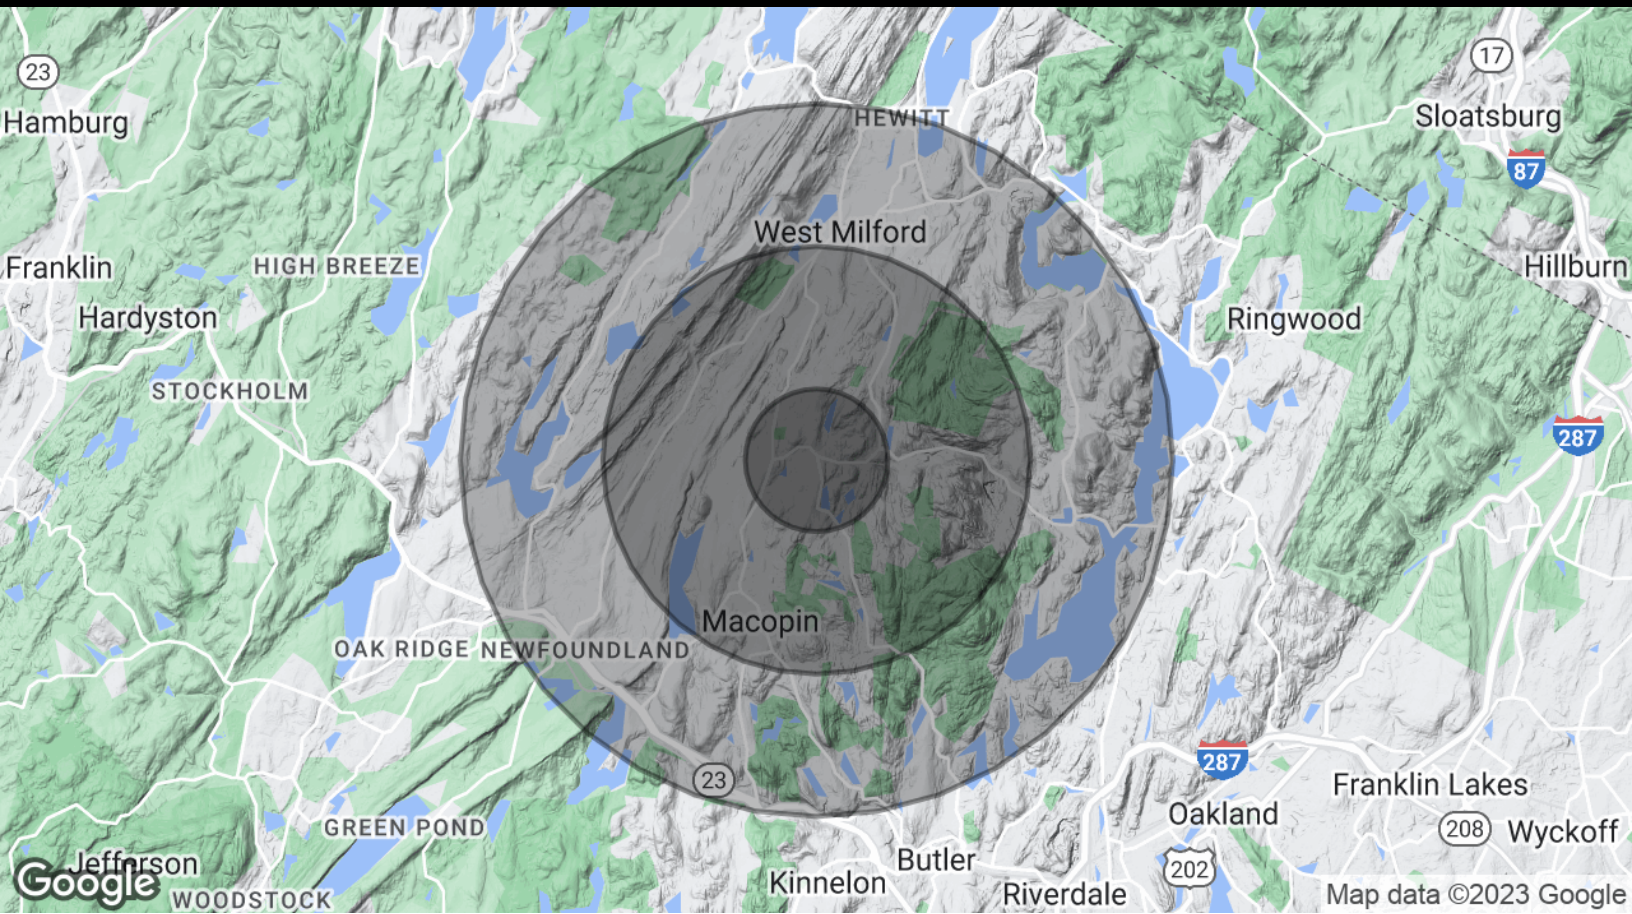 17
23
Sloatsburg
HEWITT
Hamburg
87
West Milford
HIGH BREEZE
Franklin
Hillburn
Hardyston
Ringwood
STOCKHOLM
287
Macopin
OAK RIDGE
NEWFOUNDLAND
287
23
Franklin Lakes
Oakland
GREEN POND
208
Wyckoff
Butler
Jefferson
202
Kinnelon
Google
Riverdale
Map data ©2023 Google
WOODSTOCK